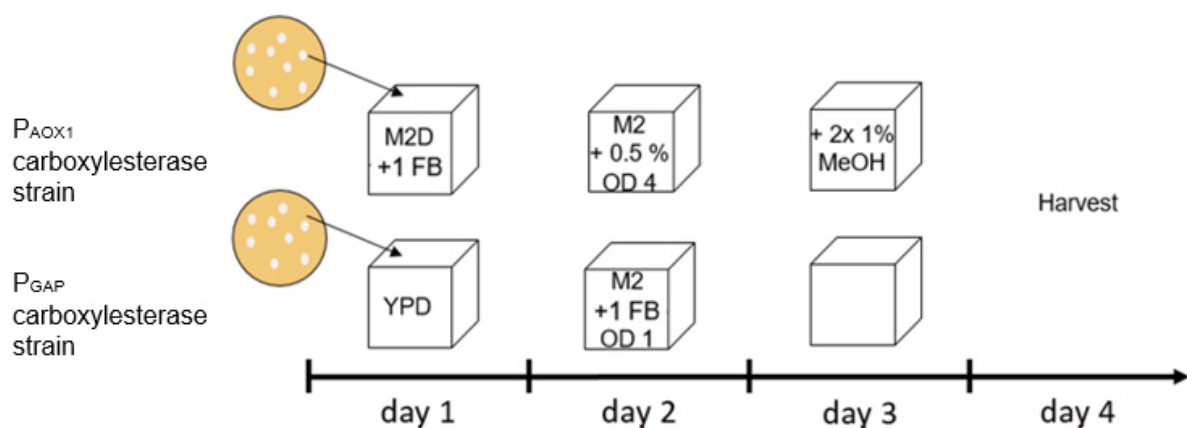 PAOX1
carboxylesterase
strain
M2D
+1 FB
M2
+ 0.5 %
OD 4
+ 2x 1%
MeOH
Harvest
PGAP
carboxylesterase
strain
YPD
M2
+1 FB
OD 1
day 1
day 2
day 3
day 4